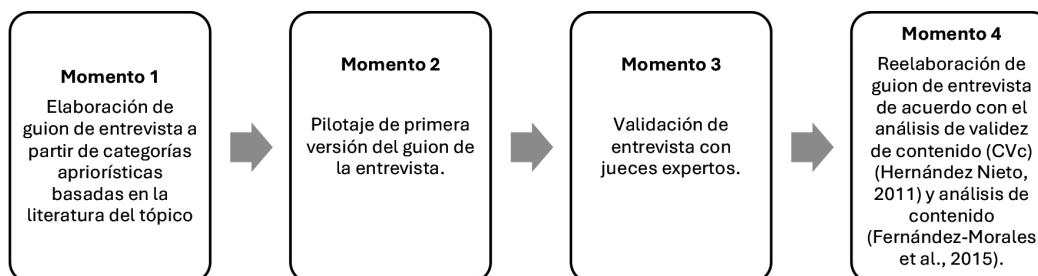 Momento 1
Elaboración de
guion de entrevista a
partir de categorías
apriorísticas
basadas en la
literatura del tópico
Momento 2
Pilotaje de primera
versión del guion de
la entrevista.
Momento 3
Validación de
entrevista con
jueces expertos.
Momento 4
Reelaboración de
guion de entrevista
de acuerdo con el
análisis de validez
de contenido (CVc)
(Hernández Nieto,
2011) y análisis de
contenido
(Fernández-Morales
et al., 2015).